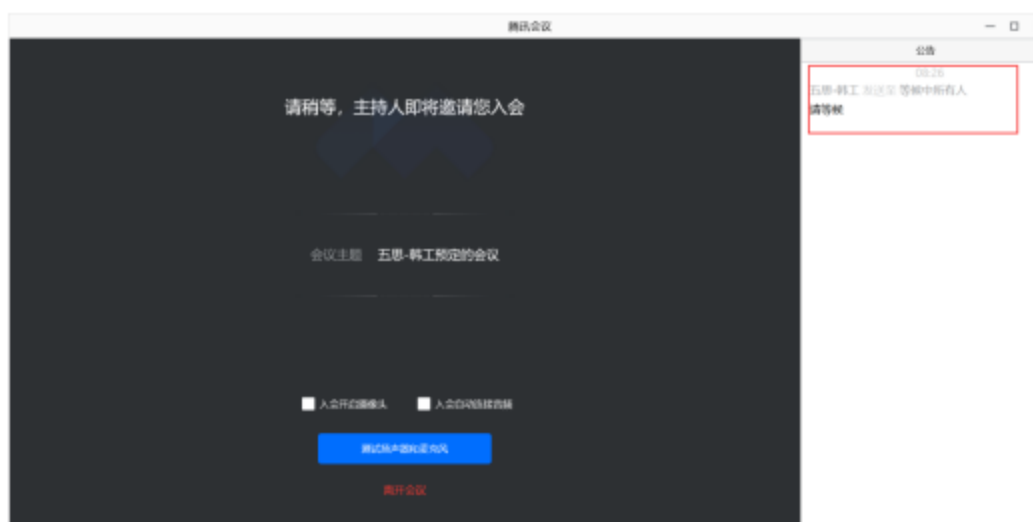 腾讯会议
公告
08:26
五思-韩工 发送至 等候中所有人
请等候
请稍等，主持人即将邀请您入会
会议主题 五思-韩工预定的会议
入会开启摄像头 入会自动连接音频
测试扬声器和麦克风
离开会议